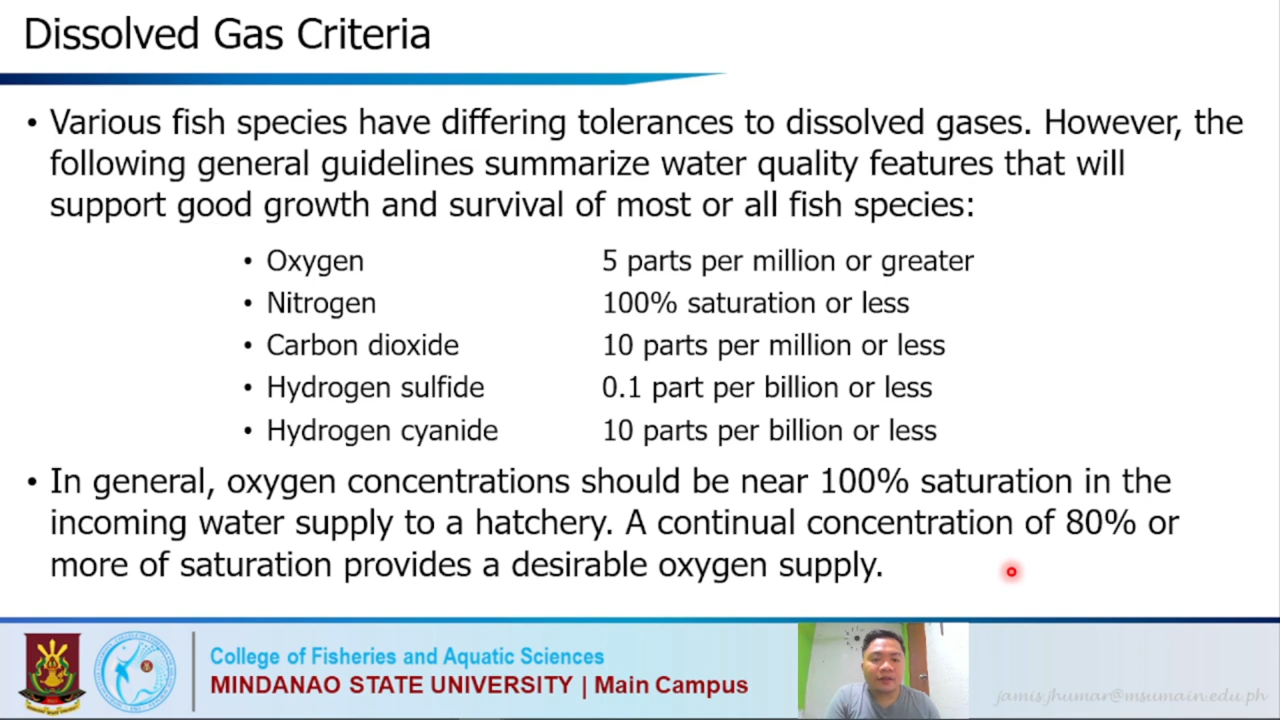 Dissolved Gas Criteria
• Various fish species have differing tolerances to dissolved gases. However, the
following general guidelines summarize water quality features that will
support good growth and survival of most or all fish species:
• Oxygen 5 parts per million or greater
• Nitrogen 100% saturation or less
• Carbon dioxide 10 parts per million or less
• Hydrogen sulfide 0.1 part per billion or less
• Hydrogen cyanide 10 parts per billion or less
• In general, oxygen concentrations should be near 100% saturation in the
incoming water supply to a hatchery. A continual concentration of 80% or
more of saturation provides a desirable oxygen supply.
College of Fisheries and Aquatic Sciences
MINDANAO STATE UNIVERSITY | Main Campus
jamis.jhumar@msumain.edu.ph